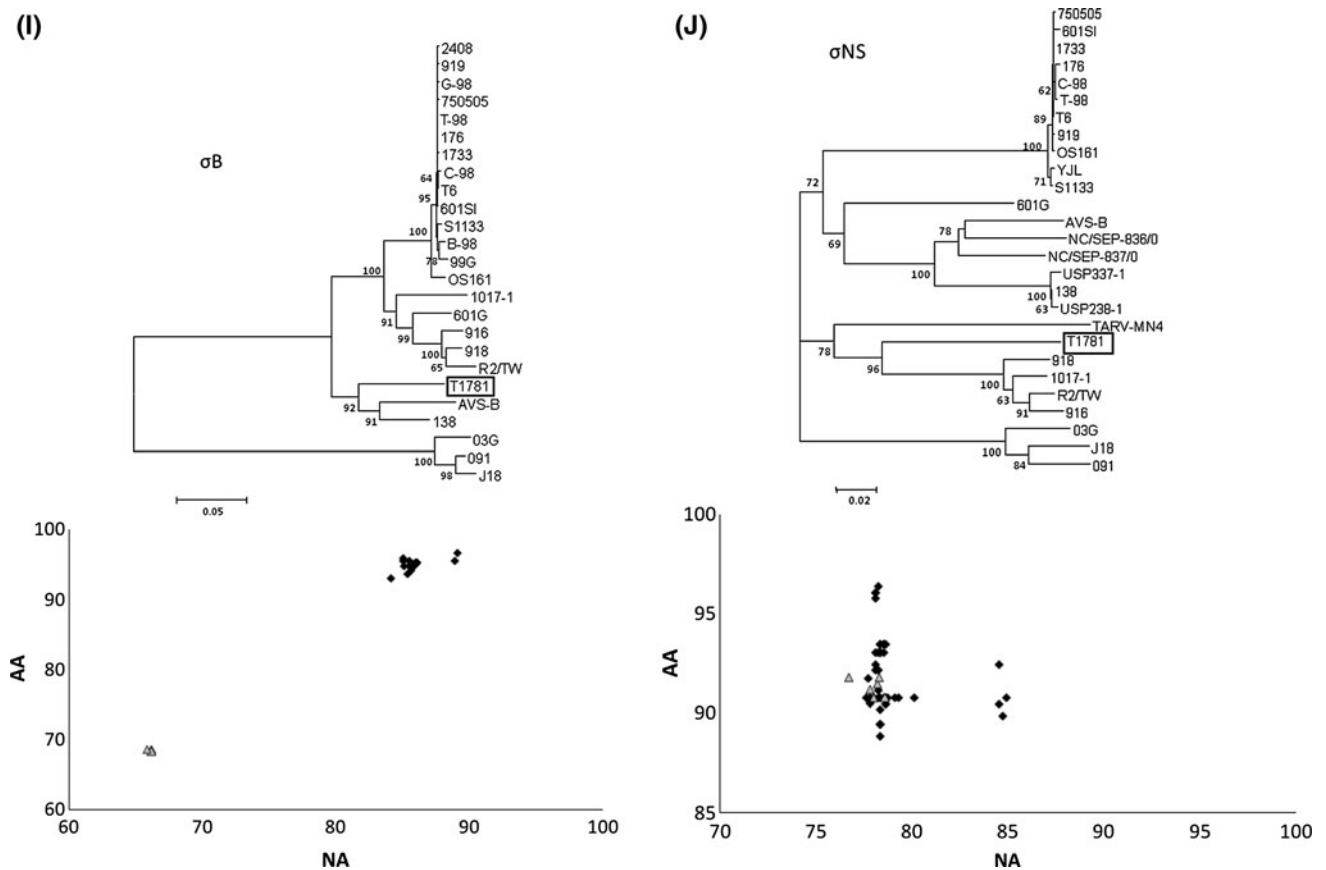 (I)
σB
2408
919
G-98
750505
T-98
176
1733
C-98
64
T6
95
601SI
S1133
100
B-98
78
99G
OS161
100
1017-1
91
601G
99
916
100
918
65
R2/TW
T1781
92
AVS-B
91
138
03G
100
091
98
J18
0.05
AA
100
90
80
70
60
60 70 80 90 100
NA
(J)
σNS
750505
601SI
1733
176
C-98
62
T-98
89
T6
919
100
OS161
YJL
71
S1133
72
601G
69
AVS-B
78
NC/SEP-836/0
NC/SEP-837/0
100
USP337-1
100
138
63
USP238-1
TARV-MN4
78
T1781
96
918
100
1017-1
63
R2/TW
91
916
03G
100
J18
84
091
0.02
AA
100
95
90
85
70 75 80 85 90 95 100
NA